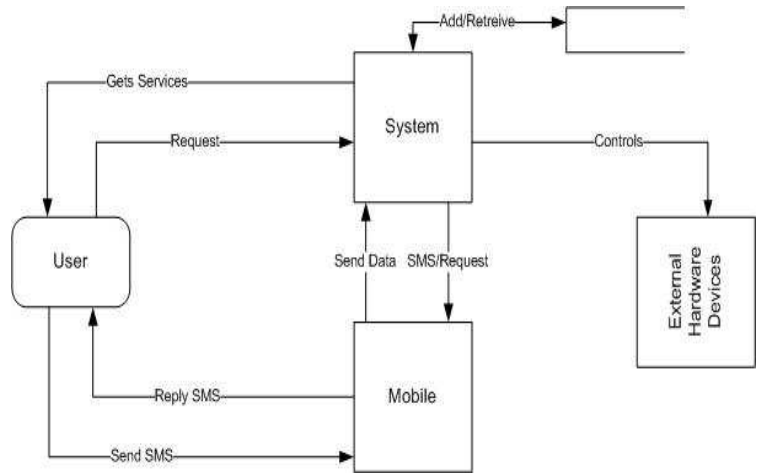 Add/Retreive
Gets Services
System
Request
Controls
User
Send Data
SMS/Request
External
Hardware
Devices
Reply SMS
Mobile
Send SMS